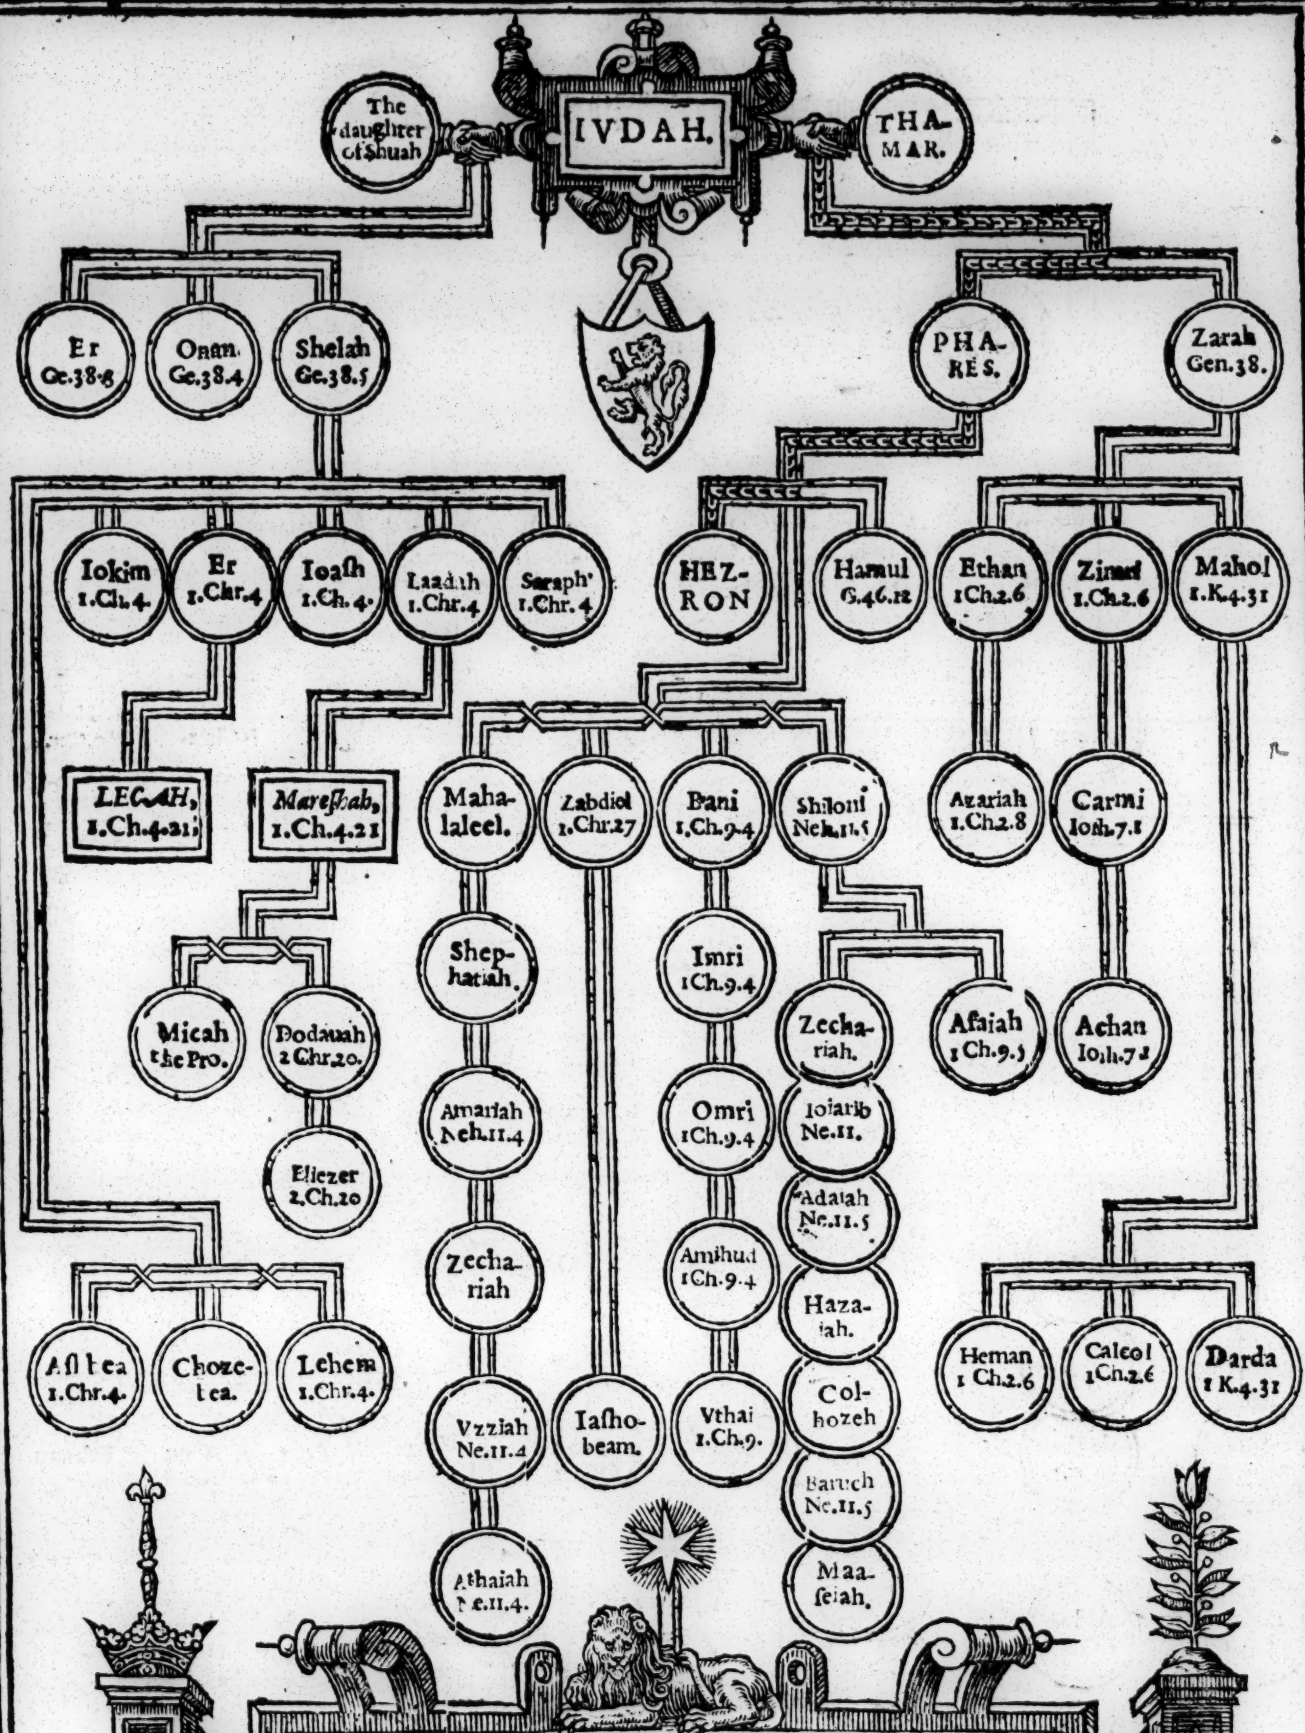 The
daughter
of Shuah
IVDAH.
THA-
MAR.
Er
Ge.38.
Onan.
Ge.38.4
Shelah
Ge.38.5
PHA-
RES.
Zarah
Gen.38.
Iokim
1.Ch.4.
Er
1.Chr.4
Ioaſh
1.Ch.4.
Laadah
1.Chr.4
Saraph
1.Chr.4
HEZ-
RON
Hamul
G.46.12
Ethan
1Ch.2.6
Zimri
1.Ch.2.6
Mahol
1.K.4.31
LECAH,
1.Ch.4.21;
Mareſhah,
1.Ch.4.21
Maha-
laleel.
Zabdiel
1.Chr.27
Bani
1.Ch.9.4
Shiloni
Neh.11.5
Azariah
1.Ch.2.8
Carmi
Ioſh.7.1
Shep-
hatiah.
Imri
1Ch.9.4
Micah
the Pro.
Dodauah
2 Chr.20.
Zecha-
riah.
Aſaiah
1 Ch.9.5
Achan
Ioſh.7.1
Amariah
Neh.11.4
Omri
1Ch.9.4
Ioiarib
Ne.11.
Eliezer
2.Ch.20
Adaiah
Ne.11.5
Zecha-
riah
Amihud
1Ch.9.4
Haza-
iah.
Aſhbea
1.Chr.4.
Choze-
bea.
Lehem
1.Chr.4.
Heman
1 Ch.2.6
Calcol
1Ch.2.6
Darda
1 K.4.31
Vzziah
Ne.11.4
Iaſho-
beam.
Vthai
1.Ch.9.
Col-
hozeh
Baruch
Ne.11.5
Athaiah
Ne.11.4.
Maa-
ſeiah.